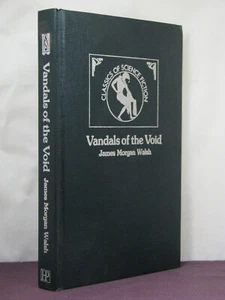 Vandals of the Void
James Morgan Walsh
CLASSICS OF SCIENCE FICTION
Vandals of the Void
James Morgan Walsh